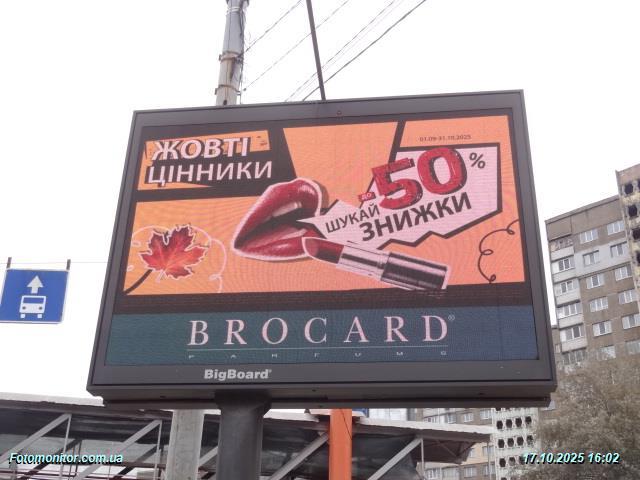 ЖОВТІ
ЦІННИКИ
01.09-31.10.2025
ШУКАЙ
до 50%
ЗНИЖКИ
BROCARD®
PARFUMS
BigBoard®
Fotomonitor.com.ua
17.10.2025 16:02